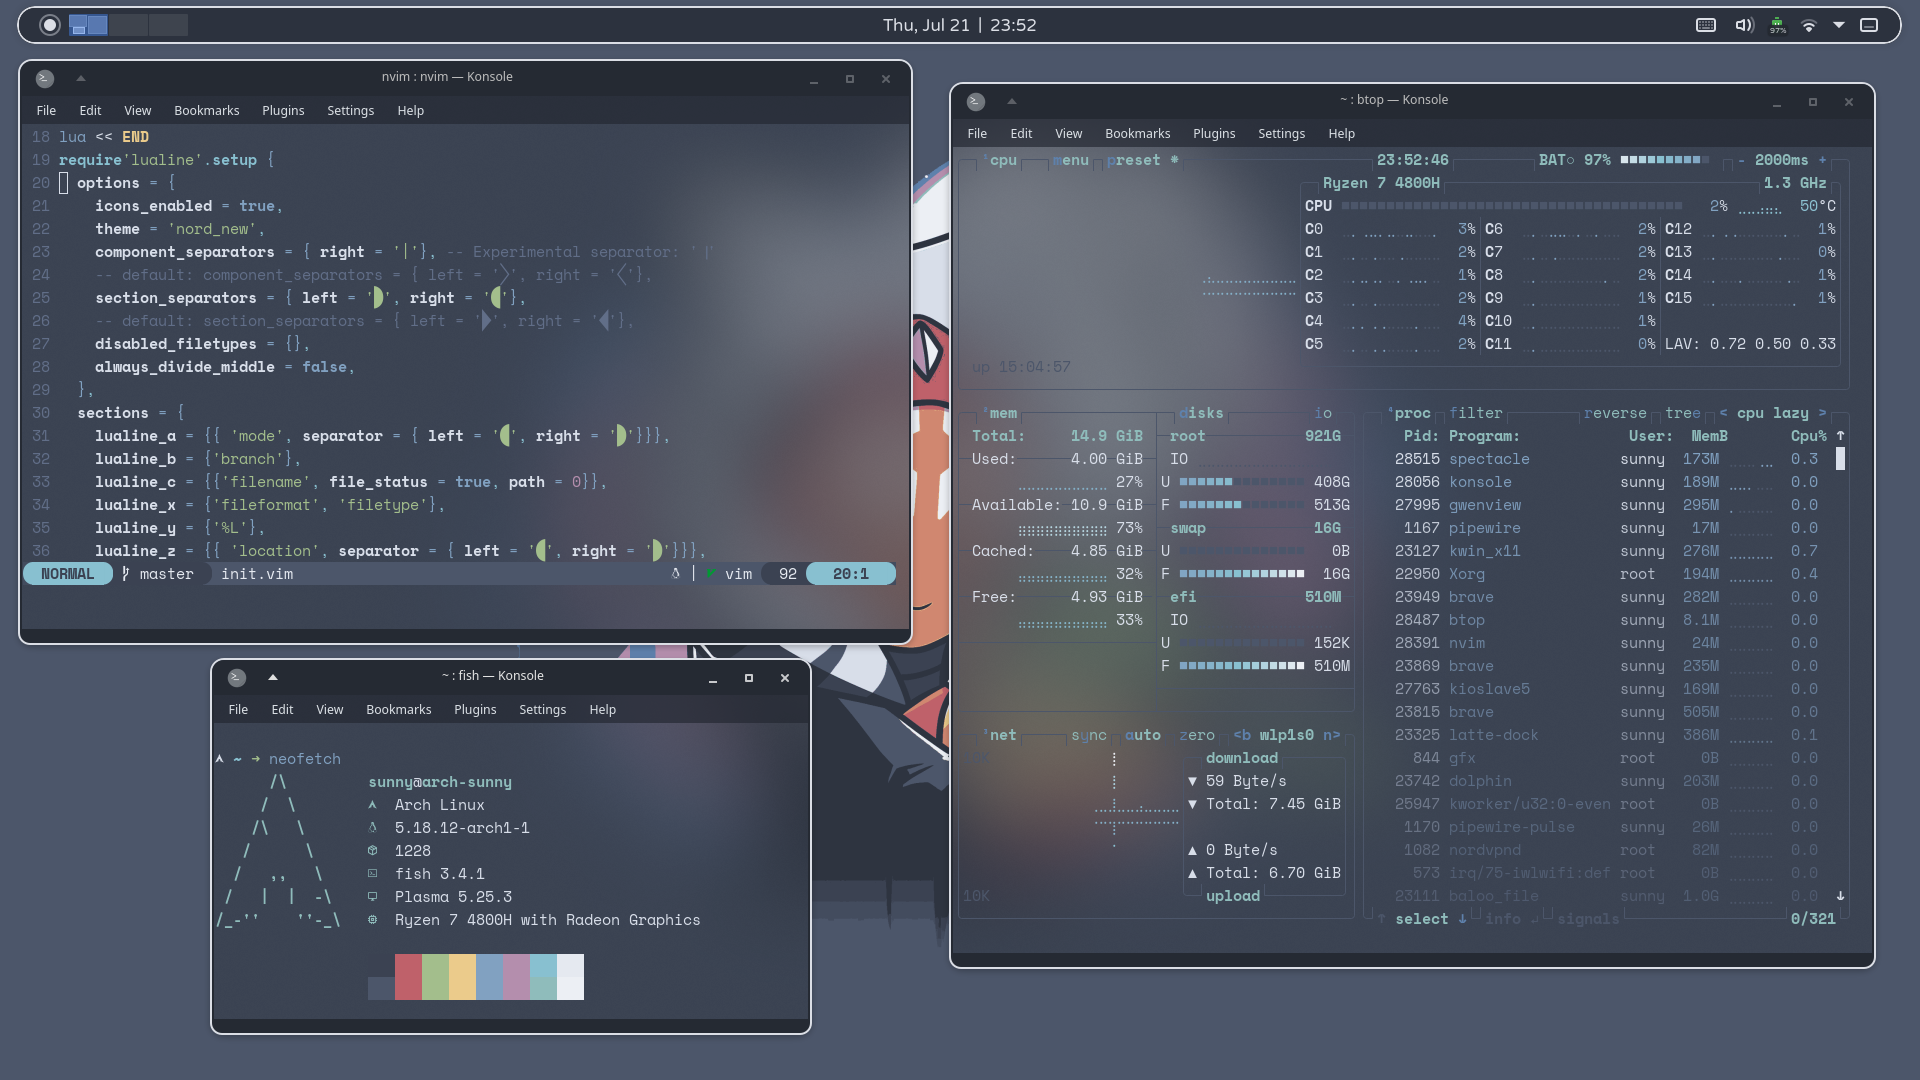 Thu, Jul 21 | 23:52
97%
nvim : nvim — Konsole
File Edit View Bookmarks Plugins Settings Help
18 lua << END
19 require'lualine'.setup {
20 options = {
21 icons_enabled = true,
22 theme = 'nord_new',
23 component_separators = { right = '|'}, -- Experimental separator: '|'
24 -- default: component_separators = { left = '', right = ''},
25 section_separators = { left = '', right = ''},
26 -- default: section_separators = { left = '', right = ''},
27 disabled_filetypes = {},
28 always_divide_middle = false,
29 },
30 sections = {
31 lualine_a = {{ 'mode', separator = { left = '', right = ''}}},
32 lualine_b = {'branch'},
33 lualine_c = {{'filename', file_status = true, path = 0}},
34 lualine_x = {'fileformat', 'filetype'},
35 lualine_y = {'%L'},
36 lualine_z = {{ 'location', separator = { left = '', right = ''}}},
NORMAL master init.vim | vim 92 20:1
~ : fish — Konsole
File Edit View Bookmarks Plugins Settings Help
~ → neofetch
sunny@arch-sunny
Arch Linux
5.18.12-arch1-1
1228
fish 3.4.1
Plasma 5.25.3
Ryzen 7 4800H with Radeon Graphics
~ : btop — Konsole
File Edit View Bookmarks Plugins Settings Help
¹cpu menu preset * 23:52:46 BAT○ 97% - 2000ms +
Ryzen 7 4800H 1.3 GHz
CPU 2% 50°C
C0 3% C6 2% C12 1%
C1 2% C7 2% C13 0%
C2 1% C8 2% C14 1%
C3 2% C9 1% C15 1%
C4 4% C10 1%
C5 2% C11 0% LAV: 0.72 0.50 0.33
up 15:04:57
²mem disks io
Total: 14.9 GiB root 921G
Used: 4.00 GiB IO
27% U 408G
Available: 10.9 GiB F 513G
73% swap 16G
Cached: 4.85 GiB U 0B
32% F 16G
Free: 4.93 GiB efi 510M
33% IO
U 152K
F 510M
³net sync auto zero <b wlp1s0 n>
download
▼ 59 Byte/s
▼ Total: 7.45 GiB
▲ 0 Byte/s
▲ Total: 6.70 GiB
10K upload
⁴proc filter reverse tree < cpu lazy >
Pid: Program: User: MemB Cpu% ↑
28515 spectacle sunny 173M 0.3
28056 konsole sunny 189M 0.0
27995 gwenview sunny 295M 0.0
1167 pipewire sunny 17M 0.0
23127 kwin_x11 sunny 276M 0.7
22950 Xorg root 194M 0.4
23949 brave sunny 282M 0.0
28487 btop sunny 8.1M 0.0
28391 nvim sunny 24M 0.0
23869 brave sunny 235M 0.0
27763 kioslave5 sunny 169M 0.0
23815 brave sunny 505M 0.0
23325 latte-dock sunny 386M 0.1
844 gfx root 0B 0.0
23742 dolphin sunny 203M 0.0
25947 kworker/u32:0-even root 0B 0.0
1170 pipewire-pulse sunny 26M 0.0
1082 nordvpnd root 82M 0.0
573 irq/75-iwlwifi:def root 0B 0.0
23111 baloo_file sunny 1.0G 0.0 ↓
↑ select ↓ info ↵ signals 0/321